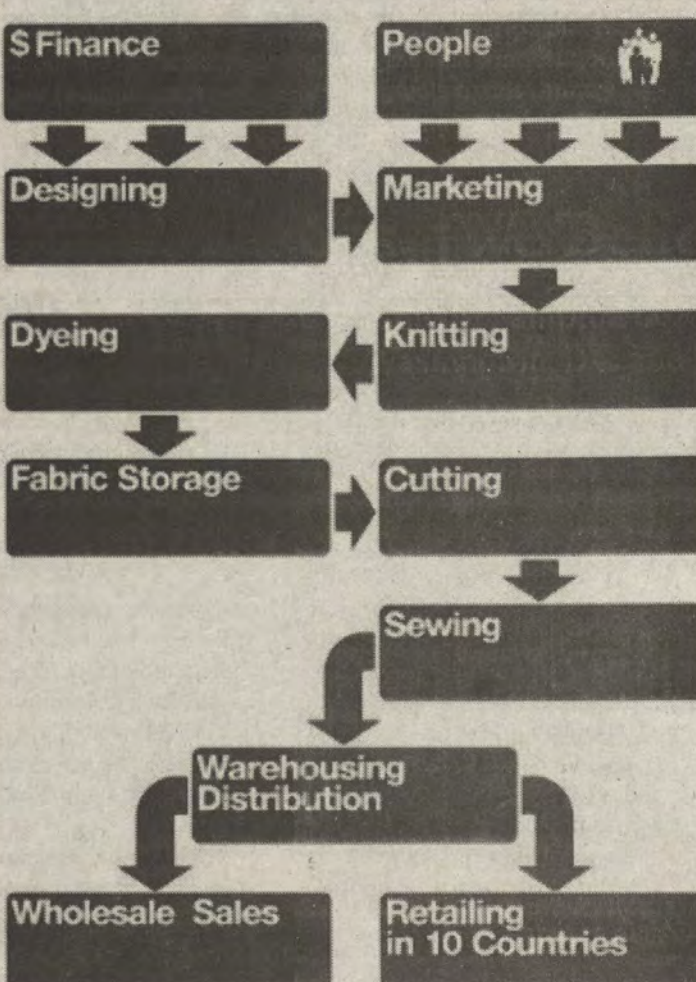 $ Finance
People
Designing
Marketing
Dyeing
Knitting
Fabric Storage
Cutting
Sewing
Warehousing
Distribution
Wholesale Sales
Retailing
in 10 Countries